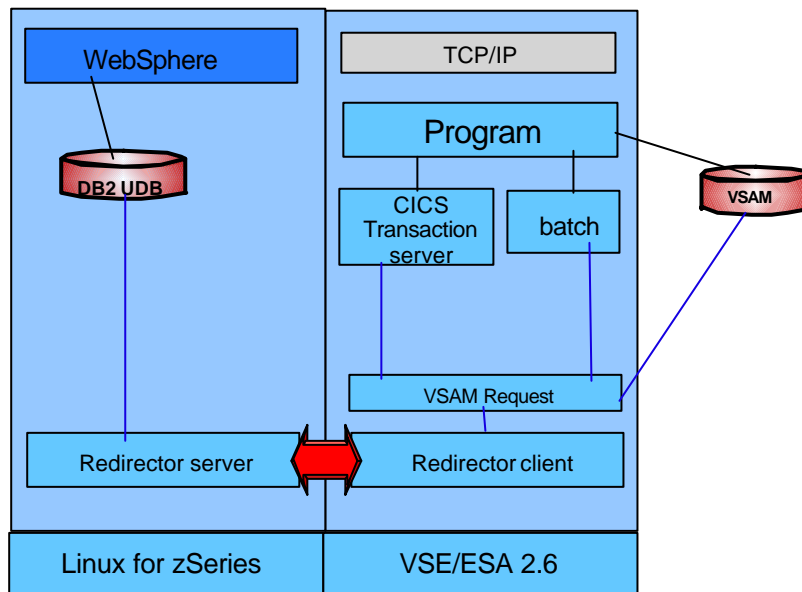 WebSphere
TCP/IP
Program
DB2 UDB
VSAM
CICS
Transaction
server
batch
VSAM Request
Redirector server
Redirector client
Linux for zSeries
VSE/ESA 2.6